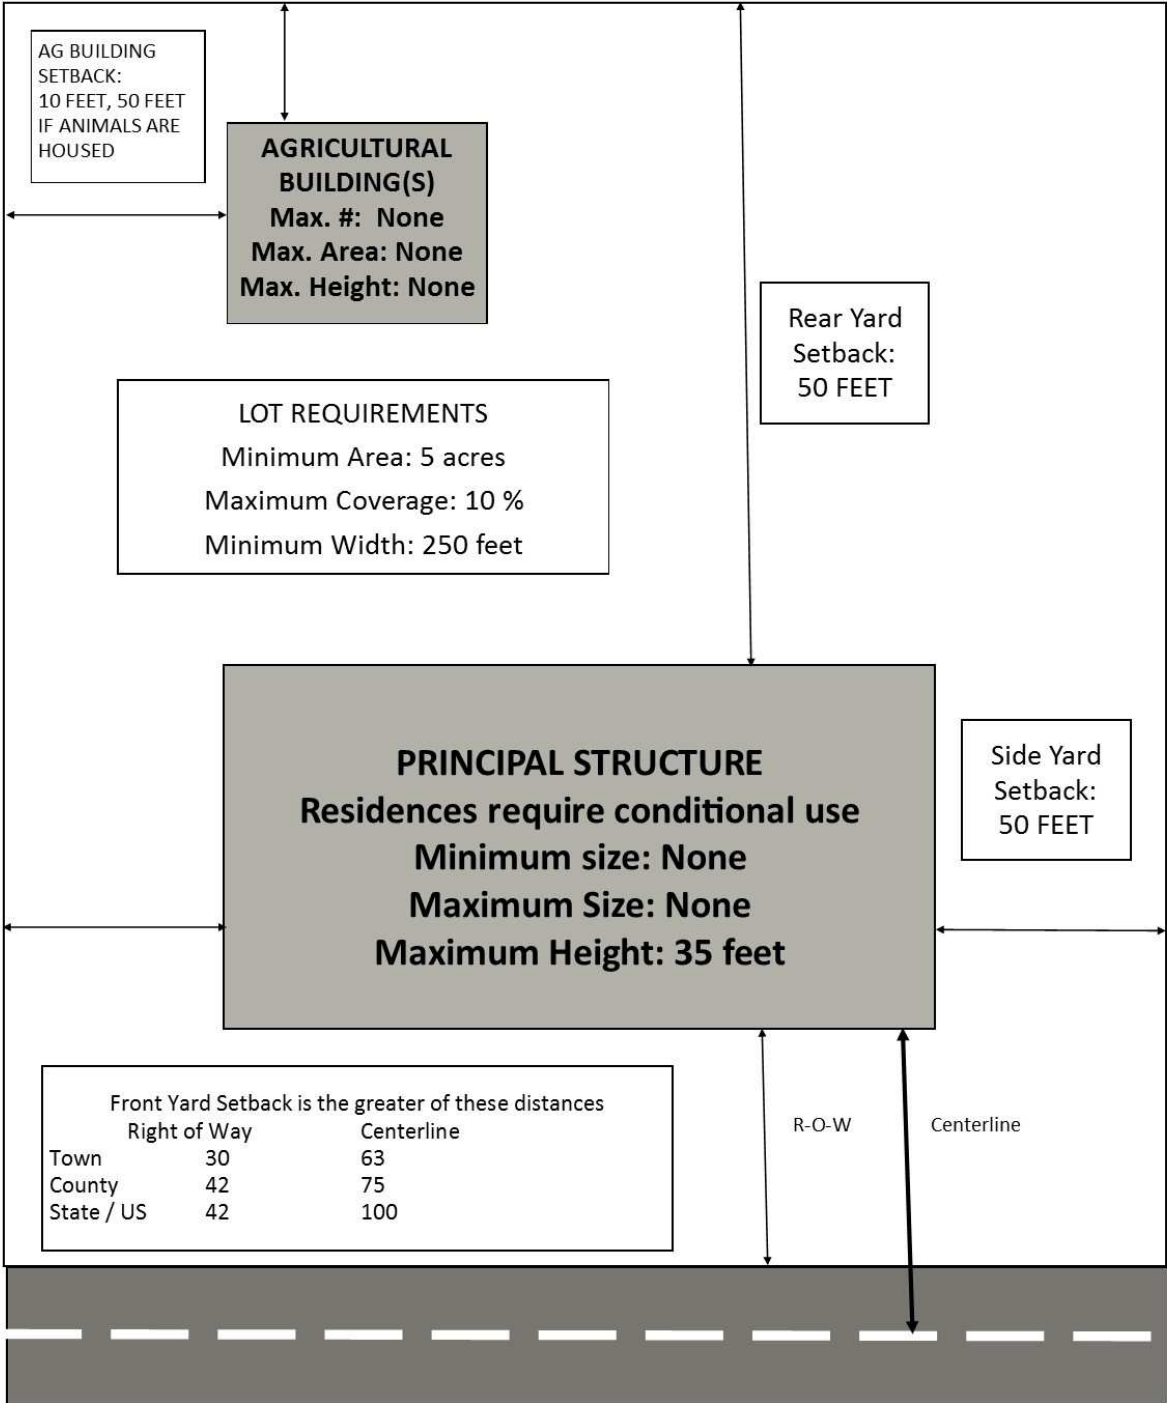 AG BUILDING
SETBACK:
10 FEET, 50 FEET
IF ANIMALS ARE
HOUSED
AGRICULTURAL
BUILDING(S)
Max. #: None
Max. Area: None
Max. Height: None
Rear Yard
Setback:
50 FEET
LOT REQUIREMENTS
Minimum Area: 5 acres
Maximum Coverage: 10 %
Minimum Width: 250 feet
PRINCIPAL STRUCTURE
Residences require conditional use
Minimum size: None
Maximum Size: None
Maximum Height: 35 feet
Side Yard
Setback:
50 FEET
Front Yard Setback is the greater of these distances
Right of Way Centerline
Town 30 63
County 42 75
State / US 42 100
R-O-W
Centerline